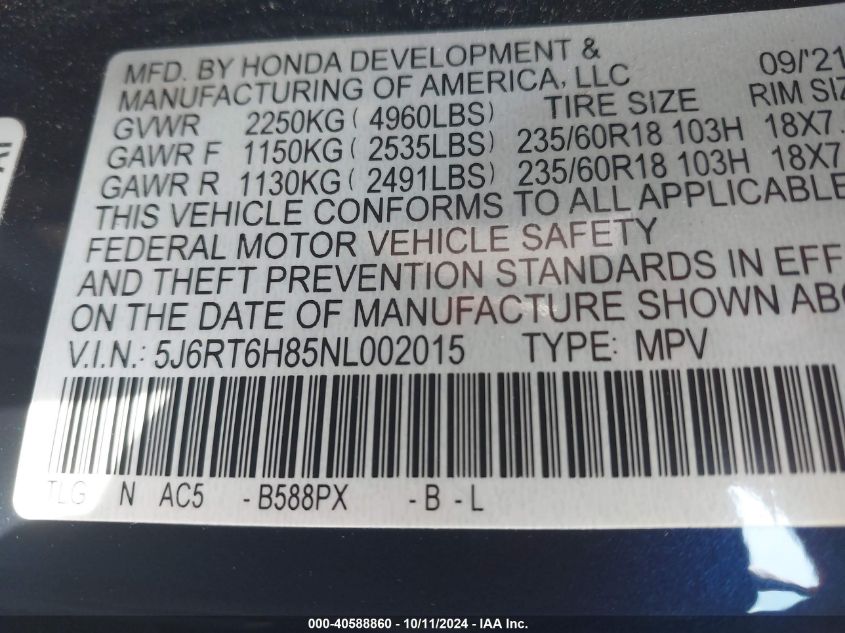 MFD. BY HONDA DEVELOPMENT &
MANUFACTURING OF AMERICA, LLC 09/'21
TIRE SIZE RIM SIZ
GVWR 2250KG ( 4960LBS)
GAWR F 1150KG ( 2535LBS) 235/60R18 103H 18X7.
GAWR R 1130KG ( 2491LBS) 235/60R18 103H 18X7.
THIS VEHICLE CONFORMS TO ALL APPLICABLE
FEDERAL MOTOR VEHICLE SAFETY
AND THEFT PREVENTION STANDARDS IN EFF
ON THE DATE OF MANUFACTURE SHOWN ABO
V.I.N.: 5J6RT6H85NL002015 TYPE: MPV
TLG N AC5 -B588PX -B -L
000-40588860 - 10/11/2024 - IAA Inc.